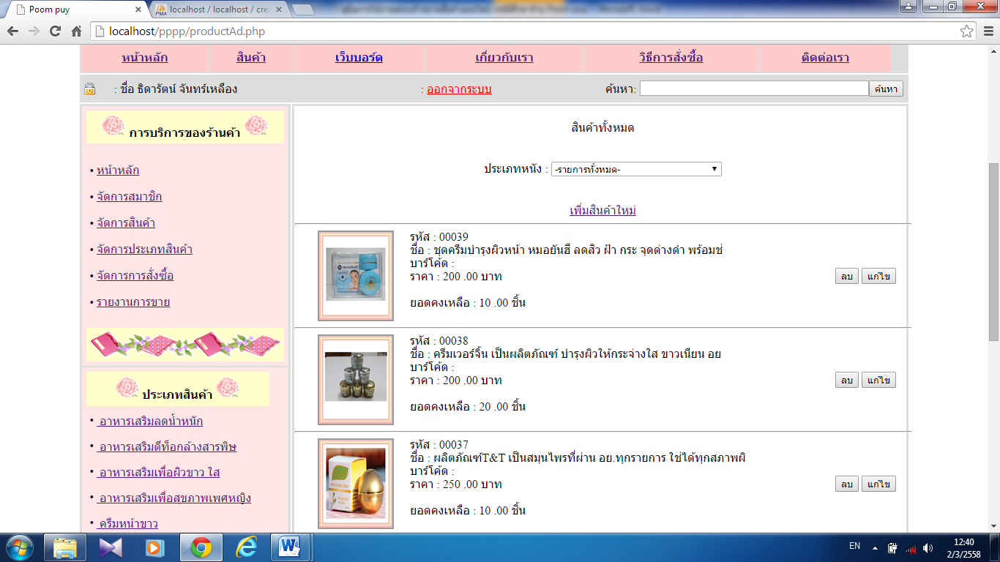 Poom puy
localhost / localhost / crea
localhost/pppp/productAd.php
หน้าหลัก สินค้า เว็บบอร์ด เกี่ยวกับเรา วิธีการสั่งซื้อ ติดต่อเรา
: ชื่อ ธิดารัตน์ จันทร์เหลือง : ออกจากระบบ ค้นหา: ค้นหา
การบริการของร้านค้า
• หน้าหลัก
• จัดการสมาชิก
• จัดการสินค้า
• จัดการประเภทสินค้า
• จัดการการสั่งซื้อ
• รายงานการขาย
ประเภทสินค้า
• อาหารเสริมลดน้ำหนัก
• อาหารเสริมดีท็อกล้างสารพิษ
• อาหารเสริมเพื่อผิวขาว ใส
• อาหารเสริมเพื่อสุขภาพเพศหญิง
• ครีมหน้าขาว
สินค้าทั้งหมด
ประเภทหนัง : -รายการทั้งหมด-
เพิ่มสินค้าใหม่
รหัส : 00039
ชื่อ : ชุดครีมบำรุงผิวหน้า หมอยันฮี ลดสิว ฝ้า กระ จุดด่างดำ พร้อมช่
บาร์โค้ด :
ราคา : 200 .00 บาท
ลบ แก้ไข
ยอดคงเหลือ : 10 .00 ชิ้น
รหัส : 00038
ชื่อ : ครีมเวอร์จิ้น เป็นผลิตภัณฑ์ บำรุงผิวให้กระจ่างใส ขาวเนียน อย
บาร์โค้ด :
ราคา : 200 .00 บาท
ลบ แก้ไข
ยอดคงเหลือ : 20 .00 ชิ้น
รหัส : 00037
ชื่อ : ผลิตภัณฑ์T&T เป็นสมุนไพรที่ผ่าน อย.ทุกรายการ ใช้ได้ทุกสภาพผิ
บาร์โค้ด :
ราคา : 250 .00 บาท
ลบ แก้ไข
ยอดคงเหลือ : 10 .00 ชิ้น
EN
12:40
2/3/2558